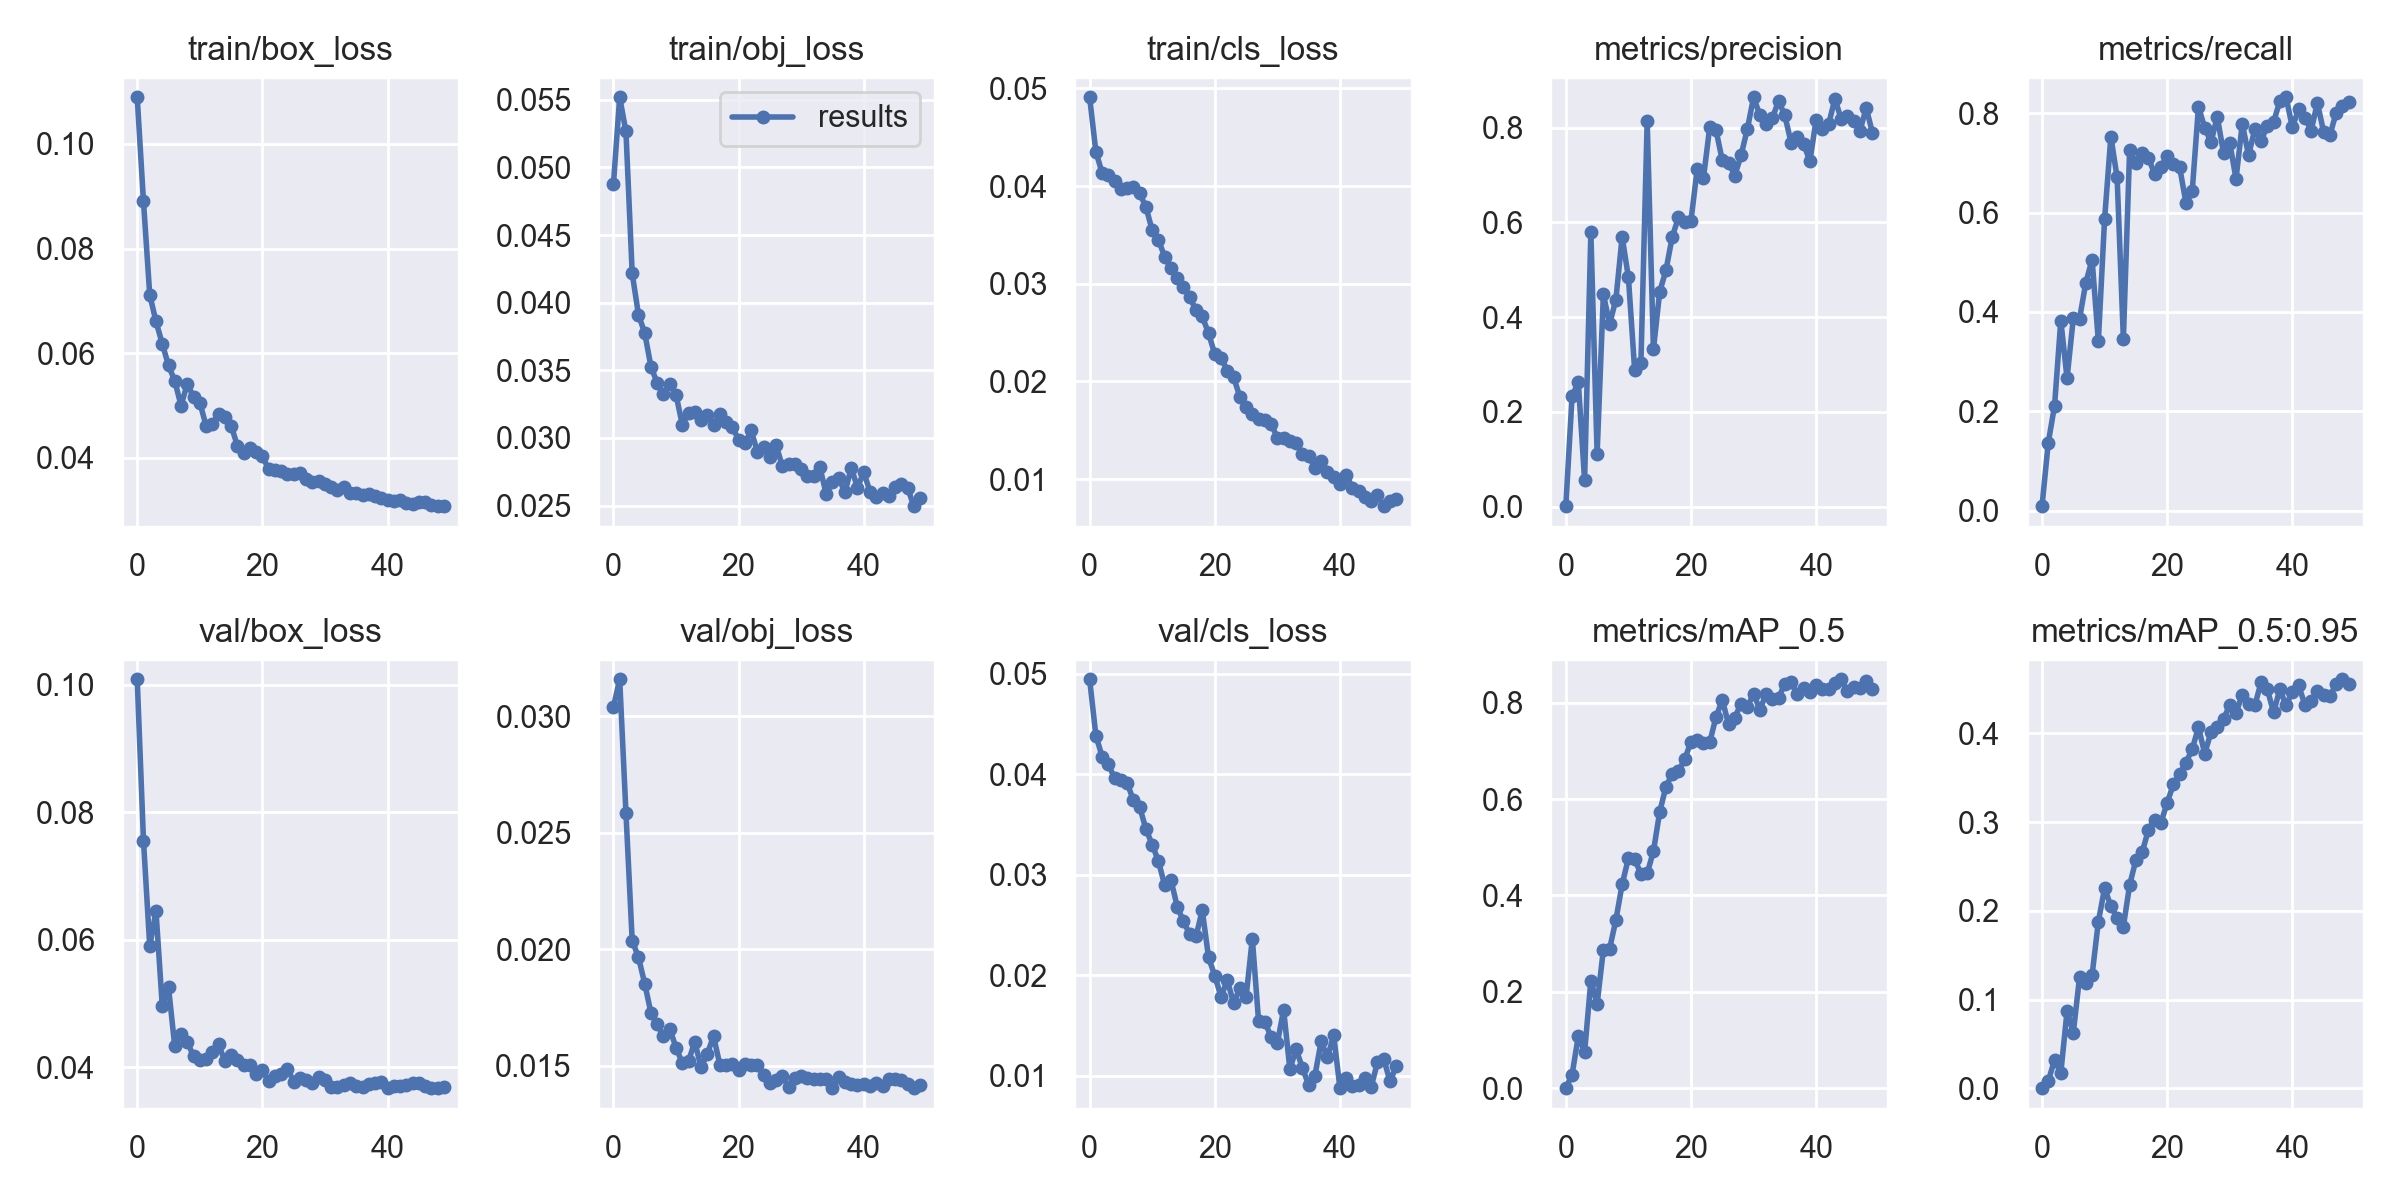 train/box_loss
0.10
0.08
0.06
0.04
0 20 40
train/obj_loss
results
0.055
0.050
0.045
0.040
0.035
0.030
0.025
0 20 40
train/cls_loss
0.05
0.04
0.03
0.02
0.01
0 20 40
metrics/precision
0.8
0.6
0.4
0.2
0.0
0 20 40
metrics/recall
0.8
0.6
0.4
0.2
0.0
0 20 40
val/box_loss
0.10
0.08
0.06
0.04
0 20 40
val/obj_loss
0.030
0.025
0.020
0.015
0 20 40
val/cls_loss
0.05
0.04
0.03
0.02
0.01
0 20 40
metrics/mAP_0.5
0.8
0.6
0.4
0.2
0.0
0 20 40
metrics/mAP_0.5:0.95
0.4
0.3
0.2
0.1
0.0
0 20 40